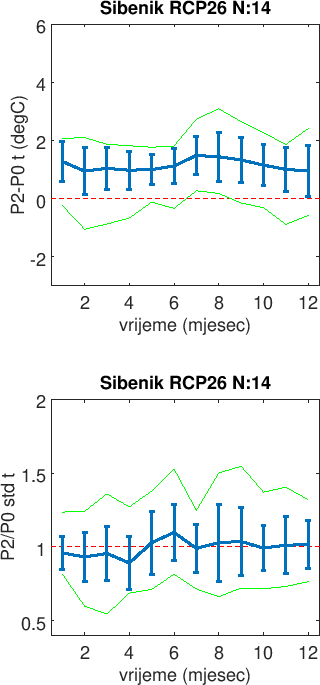 Sibenik RCP26 N:14
6
4
2
0
-2
P2-P0 t (degC)
2 4 6 8 10 12
vrijeme (mjesec)
Sibenik RCP26 N:14
2
1.5
1
0.5
P2/P0 std t
2 4 6 8 10 12
vrijeme (mjesec)